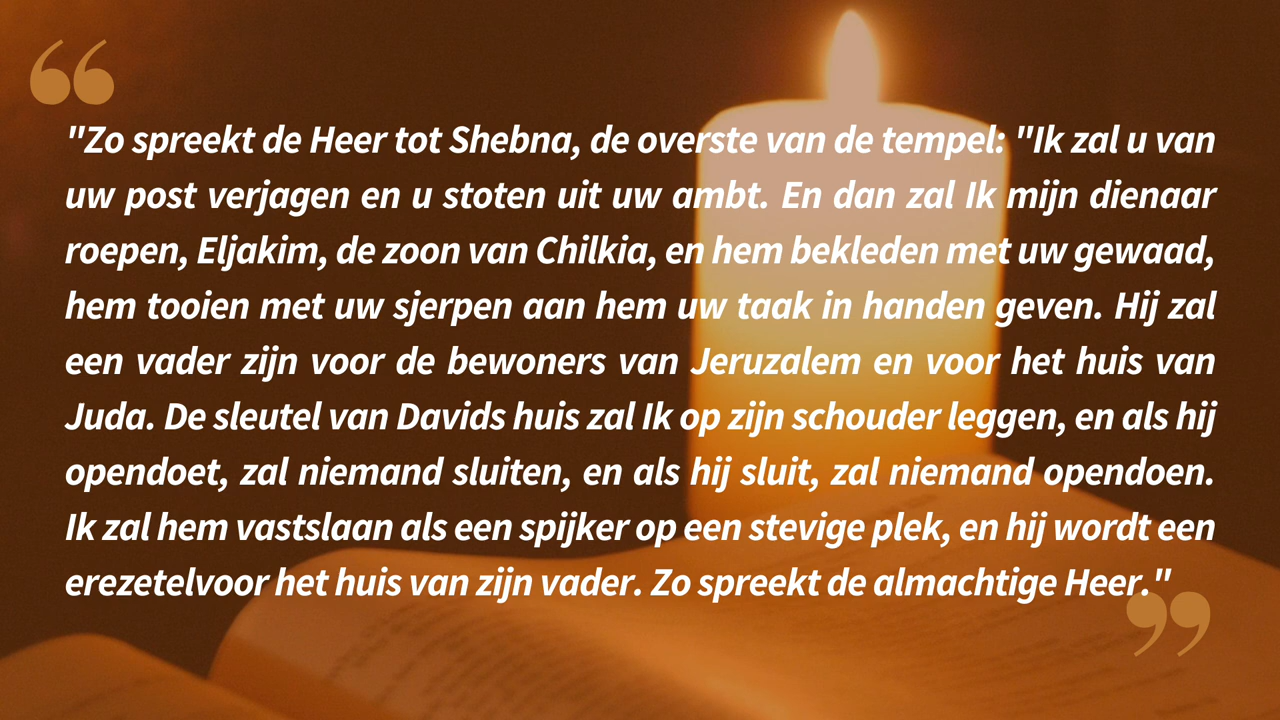 "Zo spreekt de Heer tot Shebna, de overste van de tempel: "Ik zal u van
uw post verjagen en u stoten uit uw ambt. En dan zal Ik mijn dienaar
roepen, Eljakim, de zoon van Chilkia, en hem bekleden met uw gewaad,
hem tooien met uw sjerpen aan hem uw taak in handen geven. Hij zal
een vader zijn voor de bewoners van Jeruzalem en voor het huis van
Juda. De sleutel van Davids huis zal Ik op zijn schouder leggen, en als hij
opendoet, zal niemand sluiten, en als hij sluit, zal niemand opendoen.
Ik zal hem vastslaan als een spijker op een stevige plek, en hij wordt een
erezetelvoor het huis van zijn vader. Zo spreekt de almachtige Heer."